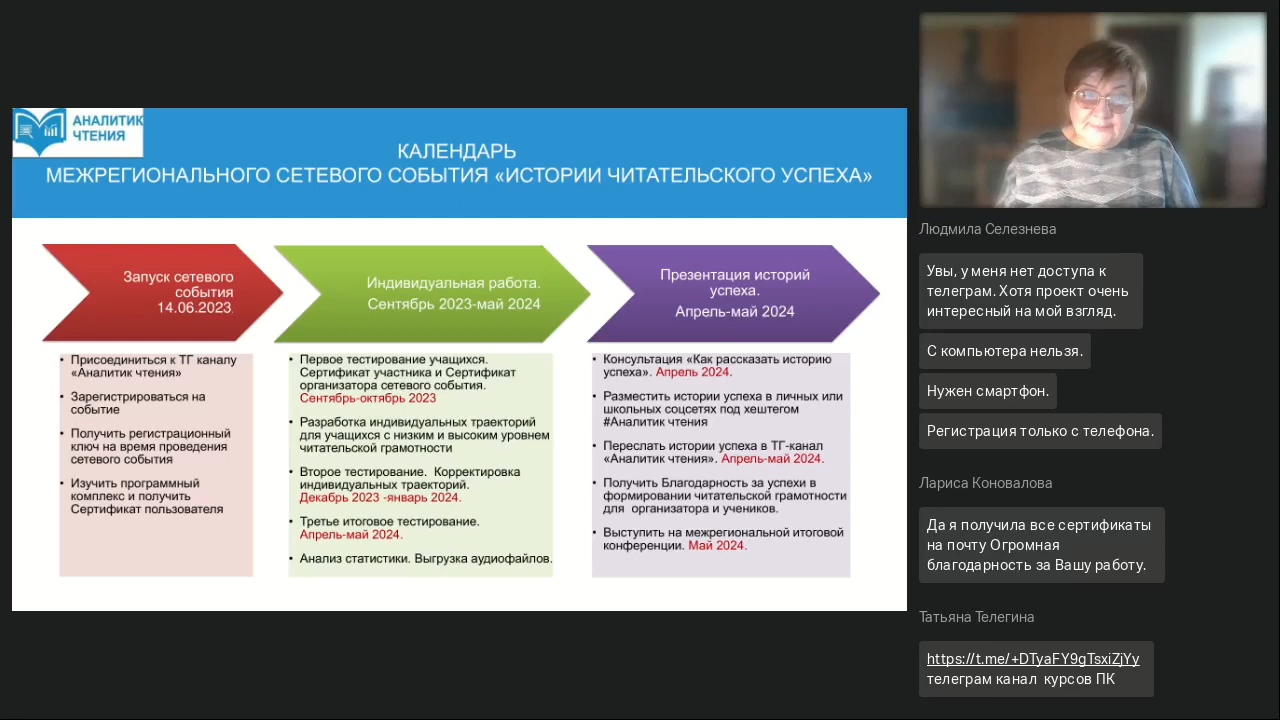 АНАЛИТИК
ЧТЕНИЯ
КАЛЕНДАРЬ
МЕЖРЕГИОНАЛЬНОГО СЕТЕВОГО СОБЫТИЯ «ИСТОРИИ ЧИТАТЕЛЬСКОГО УСПЕХА»
Запуск сетевого
события
14.06.2023.
• Присоединиться к ТГ каналу
«Аналитик чтения»
• Зарегистрироваться на
событие
• Получить регистрационный
ключ на время проведения
сетевого события
• Изучить программный
комплекс и получить
Сертификат пользователя
Индивидуальная работа.
Сентябрь 2023-май 2024
• Первое тестирование учащихся.
Сертификат участника и Сертификат
организатора сетевого события.
Сентябрь-октябрь 2023
• Разработка индивидуальных траекторий
для учащихся с низким и высоким уровнем
читательской грамотности
• Второе тестирование. Корректировка
индивидуальных траекторий.
Декабрь 2023 -январь 2024.
• Третье итоговое тестирование.
Апрель-май 2024.
• Анализ статистики. Выгрузка аудиофайлов.
Презентация историй
успеха.
Апрель-май 2024
• Консультация «Как рассказать историю
успеха». Апрель 2024.
• Разместить истории успеха в личных или
школьных соцсетях под хештегом
#Аналитик чтения
• Переслать истории успеха в ТГ-канал
«Аналитик чтения». Апрель-май 2024.
• Получить Благодарность за успехи в
формировании читательской грамотности
для организатора и учеников.
• Выступить на межрегиональной итоговой
конференции. Май 2024.
Людмила Селезнева
Увы, у меня нет доступа к
телеграм. Хотя проект очень
интересный на мой взгляд.
С компьютера нельзя.
Нужен смартфон.
Регистрация только с телефона.
Лариса Коновалова
Да я получила все сертификаты
на почту Огромная
благодарность за Вашу работу.
Татьяна Телегина
https://t.me/+DTyaFY9gTsxiZjYy
телеграм канал курсов ПК